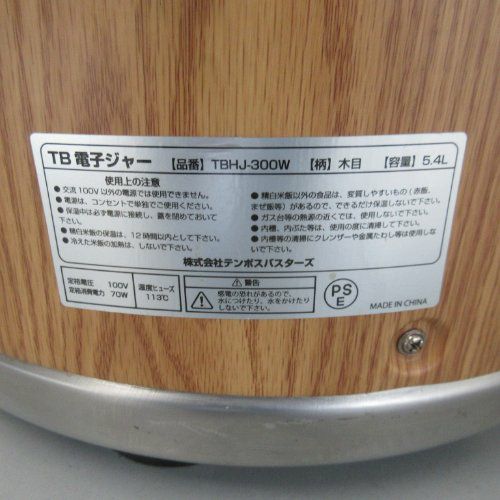 TB 電子ジャー 【品番】 TBHJ-300W 【柄】 木目 【容量】 5.4L
使用上の注意
● 交流100V以外の電源では使用できません。
● 電源は、コンセントで単独でご使用ください。
● 保温中は必ず電源に接続し、蓋を閉めておいて下さい。
● 精白米飯の保温は、12時間以内として下さい。
● 冷えた米飯の加熱は、しないで下さい。
● 精白米飯以外の食品は、変質しやすいもの(赤飯、
まぜ飯等)があるので、できるだけ保温しないで下さい。
● ガス台等の熱源の近くでは、使用しないで下さい。
● 内槽、内ぶた等は、使用の度に清掃して下さい。
● 内槽等の清掃にクレンザーや金属たわし等は使用しな
いで下さい。
株式会社テンポスバスターズ
定格電圧 100V
定格消費電力 70W
温度ヒューズ
113℃
警告
感電の恐れがあるので、
水につけたり、水をかけたり
しないで下さい。
PS
E
MADE IN CHINA